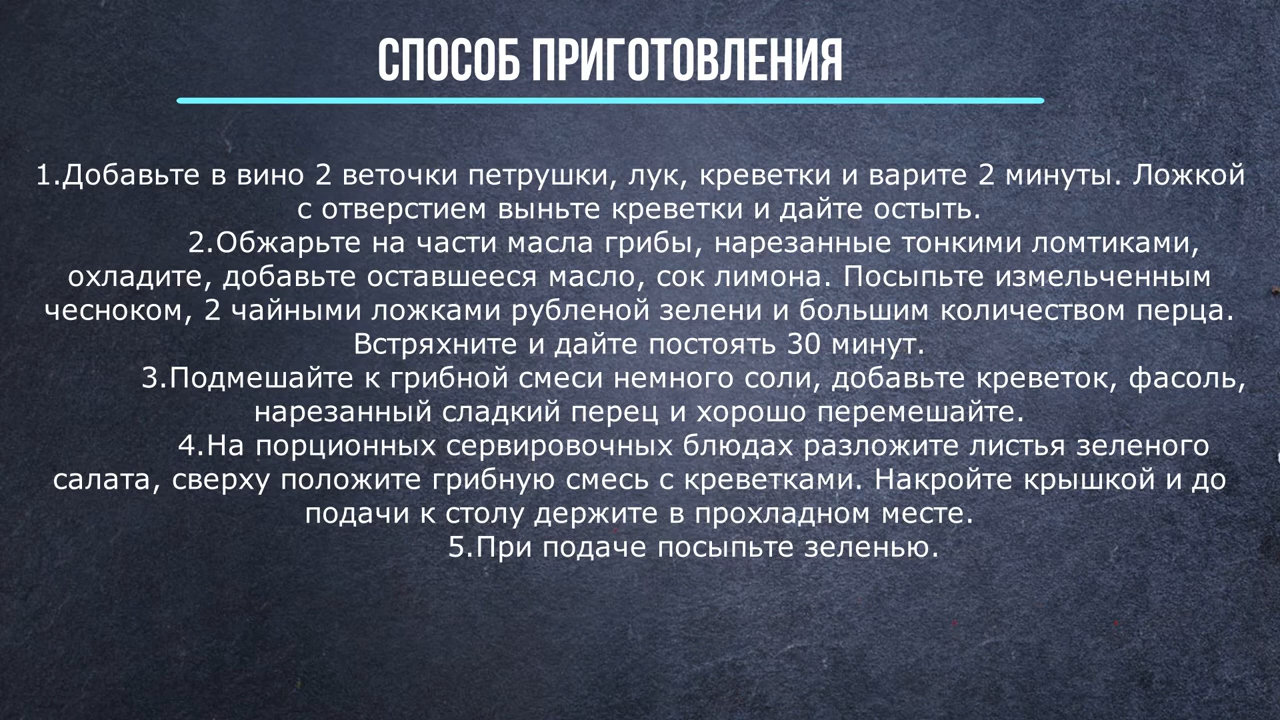 СПОСОБ ПРИГОТОВЛЕНИЯ
1.Добавьте в вино 2 веточки петрушки, лук, креветки и варите 2 минуты. Ложкой
с отверстием выньте креветки и дайте остыть.
2.Обжарьте на части масла грибы, нарезанные тонкими ломтиками,
охладите, добавьте оставшееся масло, сок лимона. Посыпьте измельченным
чесноком, 2 чайными ложками рубленой зелени и большим количеством перца.
Встряхните и дайте постоять 30 минут.
3.Подмешайте к грибной смеси немного соли, добавьте креветок, фасоль,
нарезанный сладкий перец и хорошо перемешайте.
4.На порционных сервировочных блюдах разложите листья зеленого
салата, сверху положите грибную смесь с креветками. Накройте крышкой и до
подачи к столу держите в прохладном месте.
5.При подаче посыпьте зеленью.